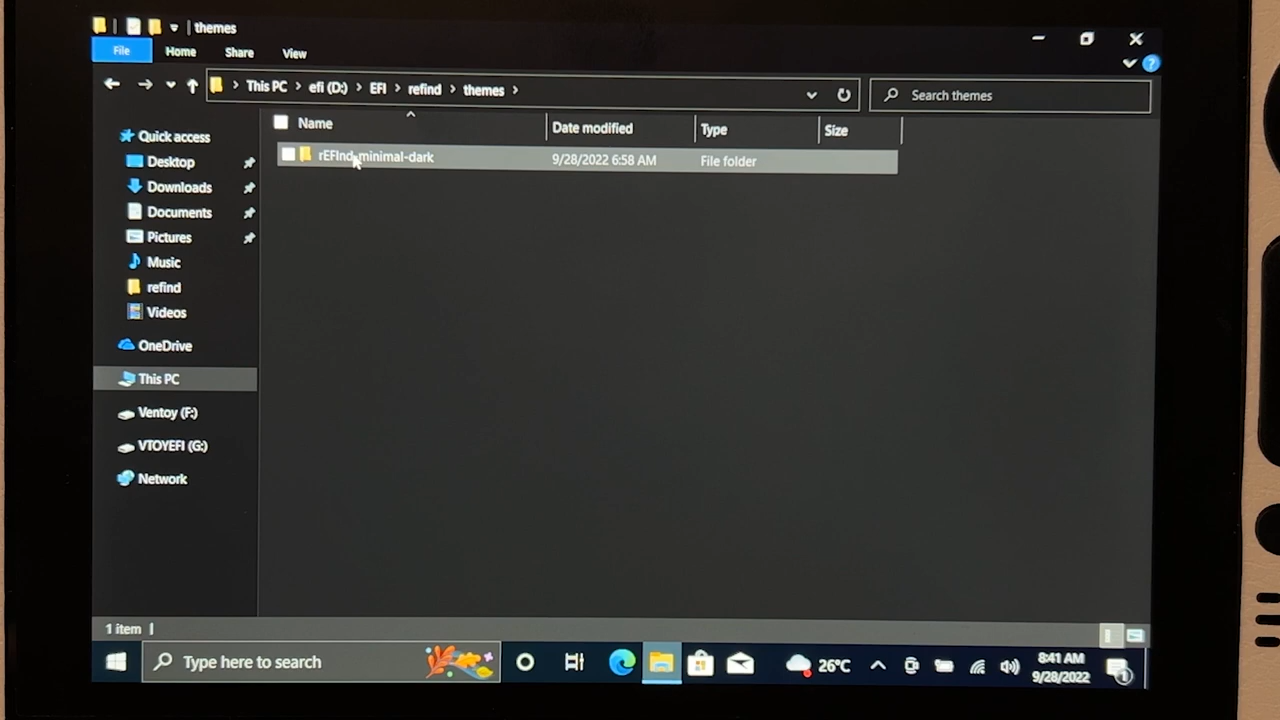 themes
File Home Share View
This PC efi (D:) EFI refind themes Search themes
Name Date modified Type Size
rEFInd-minimal-dark 9/28/2022 6:58 AM File folder
Quick access
Desktop
Downloads
Documents
Pictures
Music
refind
Videos
OneDrive
This PC
Ventoy (F:)
VTOYEFI (G:)
Network
1 item
Type here to search 26°C 8:41 AM
9/28/2022 1